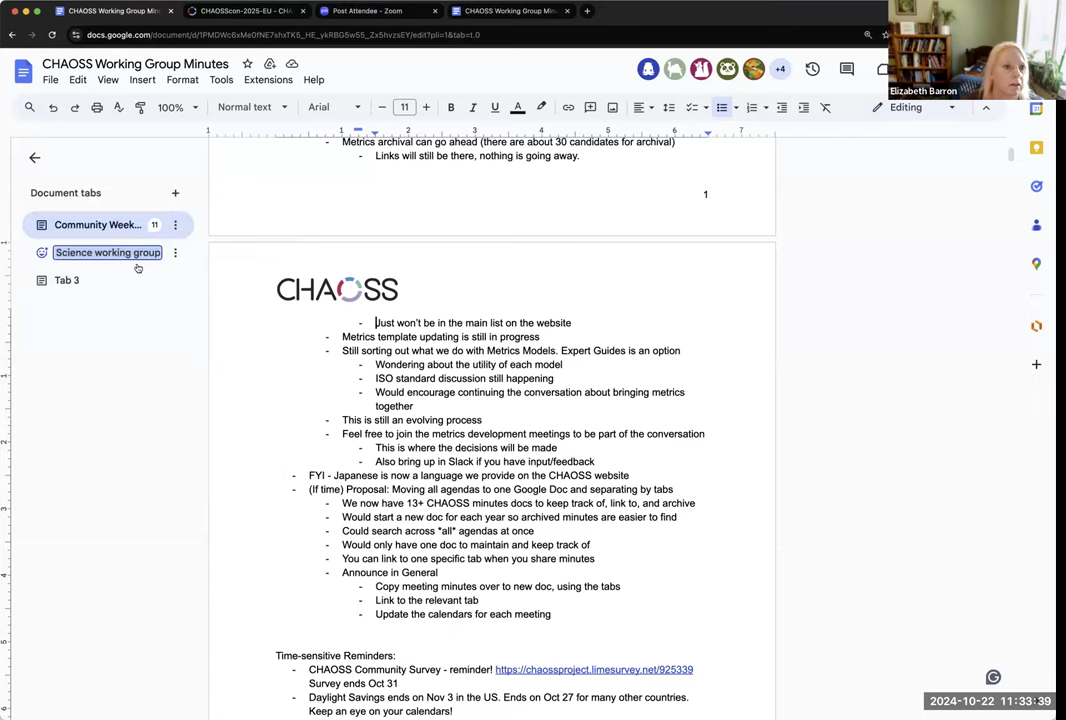 CHAOSS Working Group Minu
CHAOSScon-2025-EU - CHA
Post Attendee - Zoom
CHAOSS Working Group Minu
docs.google.com/document/d/1PMDWc6xMe0fNE7shxTK5_HE_ykRBG5w55_Zx5hvzsEY/edit?pli=1&tab=t.0
CHAOSS Working Group Minutes
File Edit View Insert Format Tools Extensions Help
+4
Elizabeth Barron
100% Normal text Arial 11 Editing
1 1 2 3 4 5 6 7
Document tabs
Community Week... 11
Science working group
Tab 3
- Metrics archival can go ahead (there are about 30 candidates for archival)
- Links will still be there, nothing is going away.
1
CHAOSS
- Just won't be in the main list on the website
- Metrics template updating is still in progress
- Still sorting out what we do with Metrics Models. Expert Guides is an option
- Wondering about the utility of each model
- ISO standard discussion still happening
- Would encourage continuing the conversation about bringing metrics
together
- This is still an evolving process
- Feel free to join the metrics development meetings to be part of the conversation
- This is where the decisions will be made
- Also bring up in Slack if you have input/feedback
- FYI - Japanese is now a language we provide on the CHAOSS website
- (If time) Proposal: Moving all agendas to one Google Doc and separating by tabs
- We now have 13+ CHAOSS minutes docs to keep track of, link to, and archive
- Would start a new doc for each year so archived minutes are easier to find
- Could search across *all* agendas at once
- Would only have one doc to maintain and keep track of
- You can link to one specific tab when you share minutes
- Announce in General
- Copy meeting minutes over to new doc, using the tabs
- Link to the relevant tab
- Update the calendars for each meeting
Time-sensitive Reminders:
- CHAOSS Community Survey - reminder! https://chaossproject.limesurvey.net/925339
Survey ends Oct 31
- Daylight Savings ends on Nov 3 in the US. Ends on Oct 27 for many other countries.
Keep an eye on your calendars!
2024-10-22 11:33:39